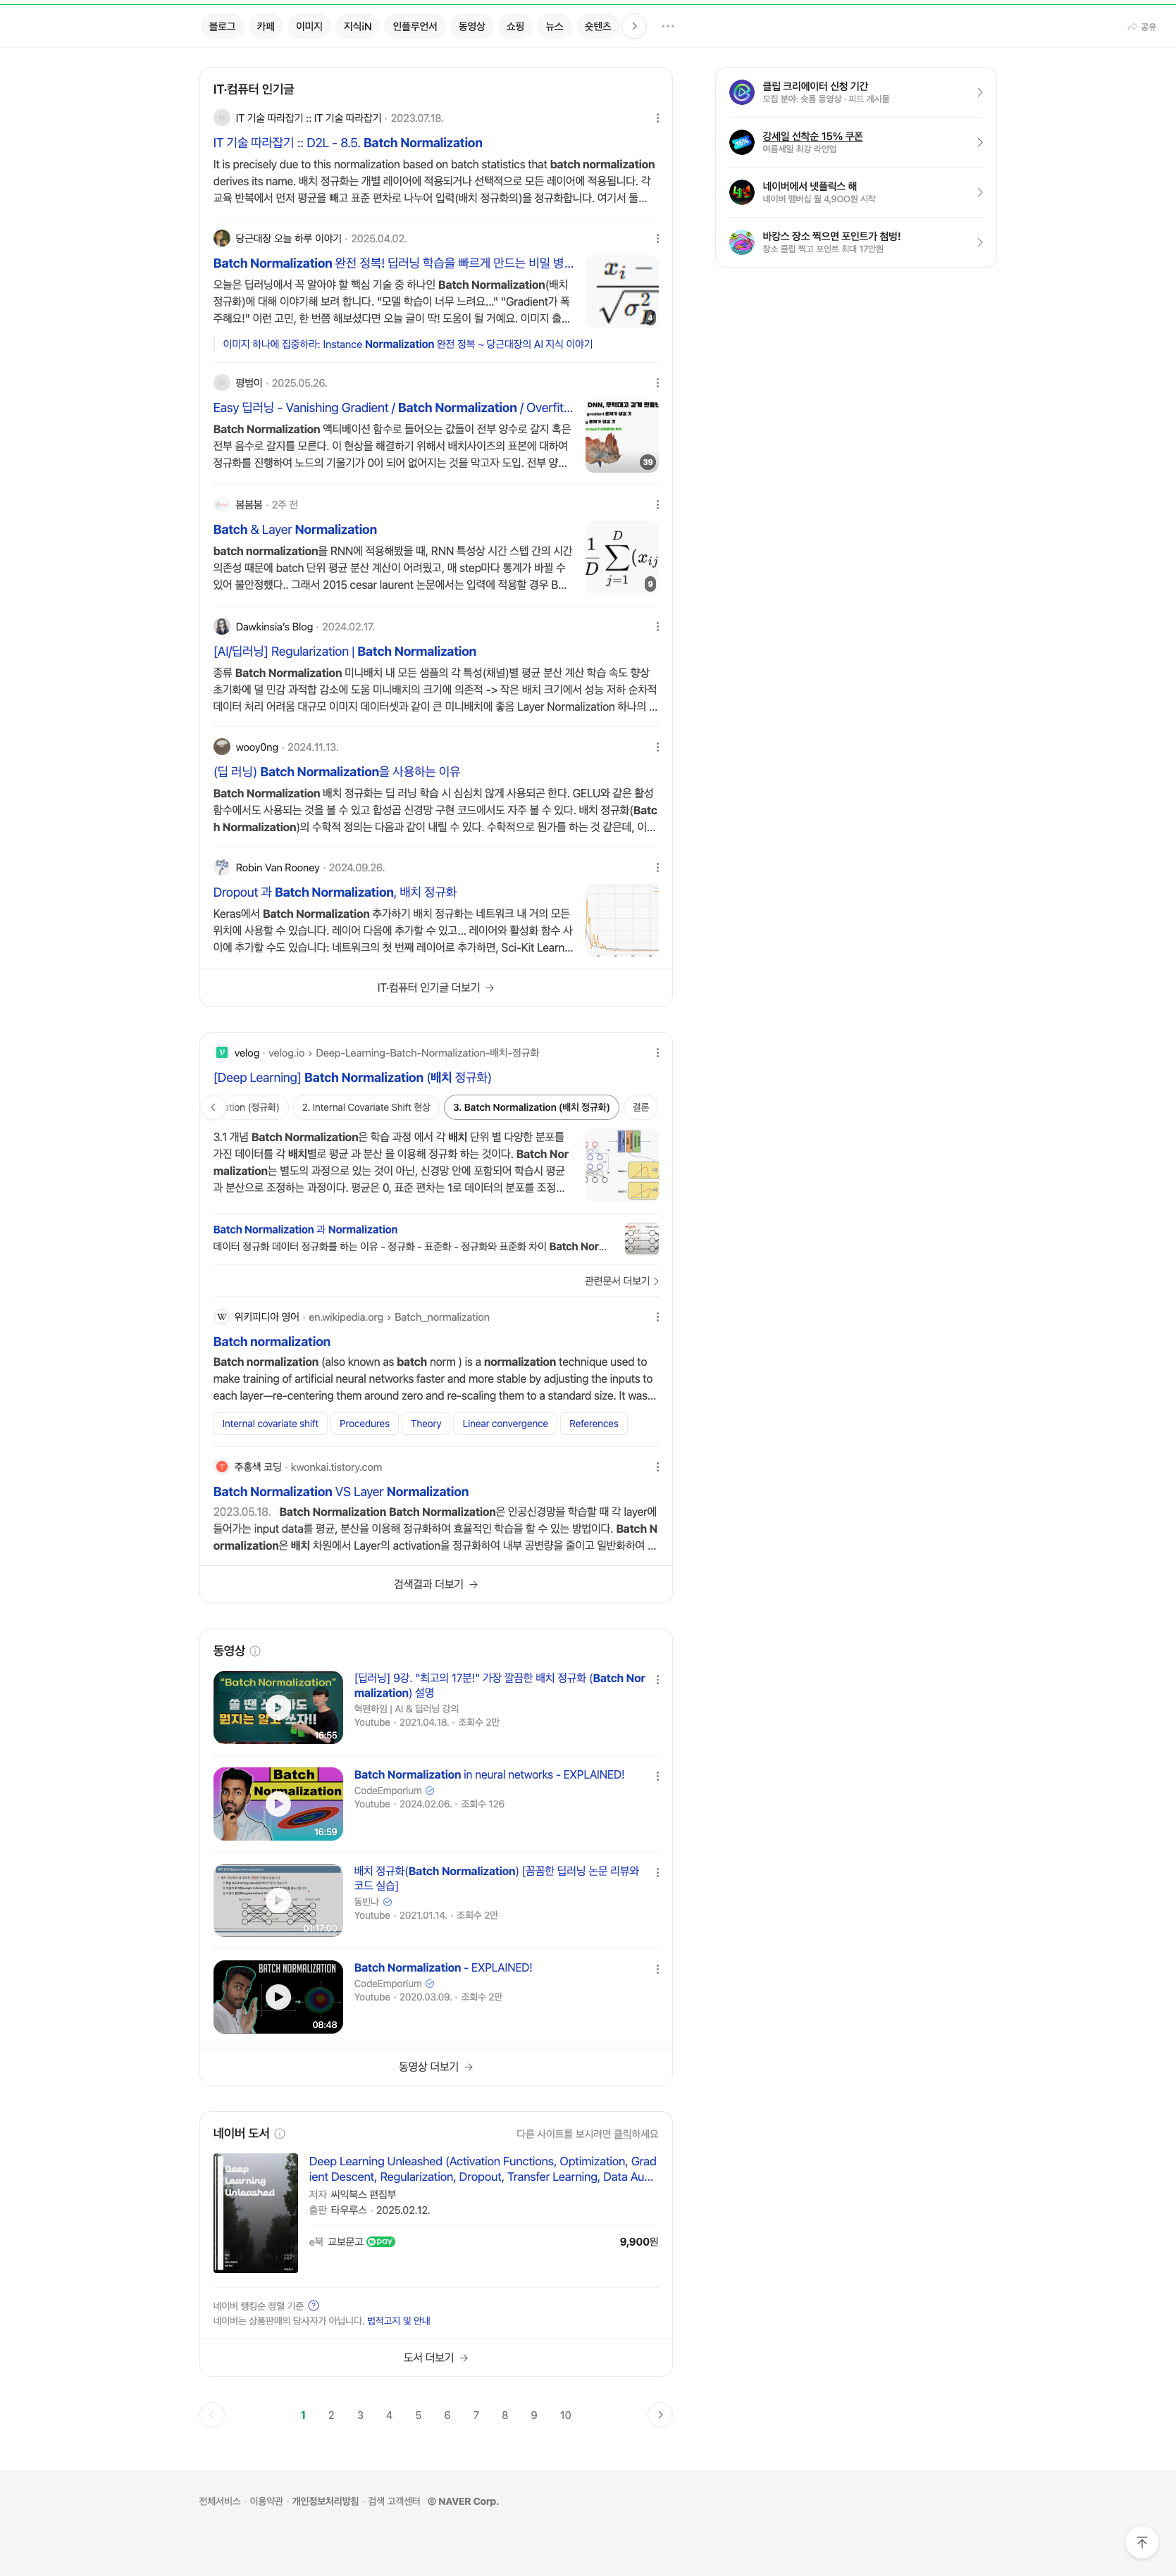 블로그 카페 이미지 지식iN 인플루언서 동영상 쇼핑 뉴스 숏텐츠
공유
IT·컴퓨터 인기글
IT 기술 따라잡기 :: IT 기술 따라잡기 · 2023.07.18.
IT 기술 따라잡기 :: D2L - 8.5. Batch Normalization
It is precisely due to this normalization based on batch statistics that batch normalization
derives its name. 배치 정규화는 개별 레이어에 적용되거나 선택적으로 모든 레이어에 적용됩니다. 각
교육 반복에서 먼저 평균을 빼고 표준 편차로 나누어 입력(배치 정규화의)을 정규화합니다. 여기서 둘...
당근대장 오늘 하루 이야기 · 2025.04.02.
Batch Normalization 완전 정복! 딥러닝 학습을 빠르게 만드는 비밀 병...
오늘은 딥러닝에서 꼭 알아야 할 핵심 기술 중 하나인 Batch Normalization(배치
정규화)에 대해 이야기해 보려 합니다. "모델 학습이 너무 느려요..." "Gradient가 폭
주해요!" 이런 고민, 한 번쯤 해보셨다면 오늘 글이 딱! 도움이 될 거예요. 이미지 출...
이미지 하나에 집중하라: Instance Normalization 완전 정복 ~ 당근대장의 AI 지식 이야기
평범이 · 2025.05.26.
Easy 딥러닝 - Vanishing Gradient / Batch Normalization / Overfit...
Batch Normalization 액티베이션 함수로 들어오는 값들이 전부 양수로 갈지 혹은
전부 음수로 갈지를 모른다. 이 현상을 해결하기 위해서 배치사이즈의 표본에 대하여
정규화를 진행하여 노드의 기울기가 0이 되어 없어지는 것을 막고자 도입. 전부 양...
39
봄봄봄 · 2주 전
Batch & Layer Normalization
batch normalization을 RNN에 적용해봤을 때, RNN 특성상 시간 스텝 간의 시간
의존성 때문에 batch 단위 평균 분산 계산이 어려웠고, 매 step마다 통계가 바뀔 수
있어 불안정했다.. 그래서 2015 cesar laurent 논문에서는 입력에 적용할 경우 B...
9
Dawkinsia's Blog · 2024.02.17.
[AI/딥러닝] Regularization | Batch Normalization
종류 Batch Normalization 미니배치 내 모든 샘플의 각 특성(채널)별 평균 분산 계산 학습 속도 향상
초기화에 덜 민감 과적합 감소에 도움 미니배치의 크기에 의존적 -> 작은 배치 크기에서 성능 저하 순차적
데이터 처리 어려움 대규모 이미지 데이터셋과 같이 큰 미니배치에 좋음 Layer Normalization 하나의 ...
wooy0ng · 2024.11.13.
(딥 러닝) Batch Normalization을 사용하는 이유
Batch Normalization 배치 정규화는 딥 러닝 학습 시 심심치 않게 사용되곤 한다. GELU와 같은 활성
함수에서도 사용되는 것을 볼 수 있고 합성곱 신경망 구현 코드에서도 자주 볼 수 있다. 배치 정규화(Batc
h Normalization)의 수학적 정의는 다음과 같이 내릴 수 있다. 수학적으로 뭔가를 하는 것 같은데, 이...
Robin Van Rooney · 2024.09.26.
Dropout 과 Batch Normalization, 배치 정규화
Keras에서 Batch Normalization 추가하기 배치 정규화는 네트워크 내 거의 모든
위치에 사용할 수 있습니다. 레이어 다음에 추가할 수 있고... 레이어와 활성화 함수 사
이에 추가할 수도 있습니다: 네트워크의 첫 번째 레이어로 추가하면, Sci-Kit Learn...
IT·컴퓨터 인기글 더보기
velog · velog.io › Deep-Learning-Batch-Normalization-배치-정규화
[Deep Learning] Batch Normalization (배치 정규화)
ation (정규화) 2. Internal Covariate Shift 현상 3. Batch Normalization (배치 정규화) 결론
3.1 개념 Batch Normalization은 학습 과정 에서 각 배치 단위 별 다양한 분포를
가진 데이터를 각 배치별로 평균 과 분산 을 이용해 정규화 하는 것이다. Batch Nor
malization는 별도의 과정으로 있는 것이 아닌, 신경망 안에 포함되어 학습시 평균
과 분산으로 조정하는 과정이다. 평균은 0, 표준 편차는 1로 데이터의 분포를 조정...
Batch Normalization 과 Normalization
데이터 정규화 데이터 정규화를 하는 이유 - 정규화 - 표준화 - 정규화와 표준화 차이 Batch Nor...
관련문서 더보기
위키피디아 영어 · en.wikipedia.org › Batch_normalization
Batch normalization
Batch normalization (also known as batch norm ) is a normalization technique used to
make training of artificial neural networks faster and more stable by adjusting the inputs to
each layer—re-centering them around zero and re-scaling them to a standard size. It was...
Internal covariate shift Procedures Theory Linear convergence References
주홍색 코딩 · kwonkai.tistory.com
Batch Normalization VS Layer Normalization
2023.05.18. Batch Normalization Batch Normalization은 인공신경망을 학습할 때 각 layer에
들어가는 input data를 평균, 분산을 이용해 정규화하여 효율적인 학습을 할 수 있는 방법이다. Batch N
ormalization은 배치 차원에서 Layer의 activation을 정규화하여 내부 공변량을 줄이고 일반화하여 ...
검색결과 더보기
동영상
"Batch Normalization"
16:55
[딥러닝] 9강. "최고의 17분!" 가장 깔끔한 배치 정규화 (Batch Nor
malization) 설명
혁펜하임 | AI & 딥러닝 강의
Youtube · 2021.04.18. · 조회수 2만
Batch
Normalization
16:59
Batch Normalization in neural networks - EXPLAINED!
CodeEmporium
Youtube · 2024.02.06. · 조회수 126
01:17:00
배치 정규화(Batch Normalization) [꼼꼼한 딥러닝 논문 리뷰와
코드 실습]
동빈나
Youtube · 2021.01.14. · 조회수 2만
BATCH NORMALIZATION
08:48
Batch Normalization - EXPLAINED!
CodeEmporium
Youtube · 2020.03.09. · 조회수 2만
동영상 더보기
네이버 도서
다른 사이트를 보시려면 클릭하세요
Deep
Learning
Unleashed
Deep Learning Unleashed (Activation Functions, Optimization, Grad
ient Descent, Regularization, Dropout, Transfer Learning, Data Au...
저자 씨익북스 편집부
출판 타우루스 · 2025.02.12.
e북 교보문고 pay 9,900원
네이버 랭킹순 정렬 기준
네이버는 상품판매의 당사자가 아닙니다. 법적고지 및 안내
도서 더보기
1 2 3 4 5 6 7 8 9 10
클립 크리에이터 신청 기간
모집 분야: 숏폼 동영상 · 피드 게시물
강세일 선착순 15% 쿠폰
여름세일 최강 라인업
네이버에서 넷플릭스 해
네이버 멤버십 월 4,900원 시작
바캉스 장소 찍으면 포인트가 첨벙!
장소 클립 찍고 포인트 최대 17만원
전체서비스 · 이용약관 · 개인정보처리방침 · 검색 고객센터 ⓒ NAVER Corp.